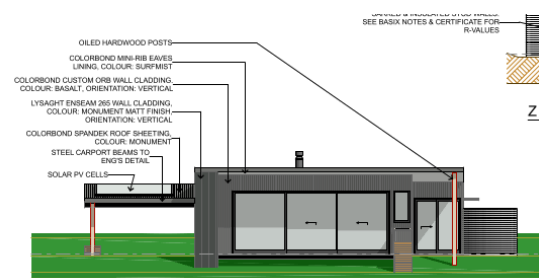 SEE BASIX NOTES & CERTIFICATE FOR
R-VALUES
OILED HARDWOOD POSTS
COLORBOND MINI-RIB EAVES
LINING, COLOUR: SURFMIST
COLORBOND CUSTOM ORB WALL CLADDING,
COLOUR: BASALT, ORIENTATION: VERTICAL
LYSAGHT ENSEAM 265 WALL CLADDING,
COLOUR: MONUMENT MATT FINISH,
ORIENTATION: VERTICAL
COLORBOND SPANDEK ROOF SHEETING,
COLOUR: MONUMENT
STEEL CARPORT BEAMS TO
ENG'S DETAIL
SOLAR PV CELLS
Z